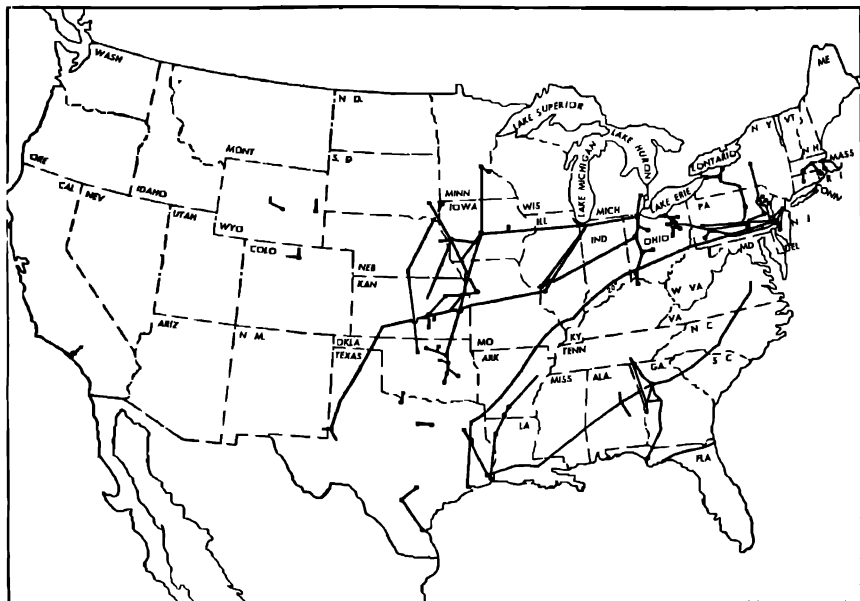 WASH
ME
N D.
LAKE SUPERIOR
N Y
VT
N H
MONT
LAKE HURON
MASS
S. D
LAKE MICHIGAN
ONTARIO
R I
ORE
MINN
CONN
CAL
NEV
IDAHO
IOWA
WIS
MICH
LAKE ERIE
PA
UTAH
WYO
ILL
N J
IND
OHIO
COLO
MD
DEL
NEB
KAN
W VA
ARIZ
N M.
VA
OKLA
MO
KY
N C
TEXAS
ARK
TENN
S C
MISS
ALA.
GA.
LA
FLA